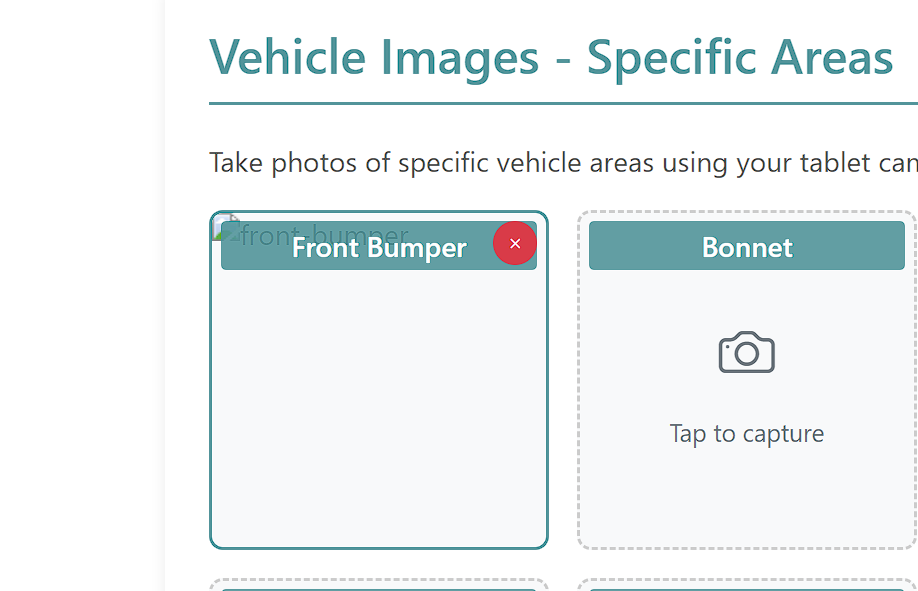 Vehicle Images - Specific Areas
Take photos of specific vehicle areas using your tablet
front-bumper
Front Bumper
×
Bonnet
Tap to capture